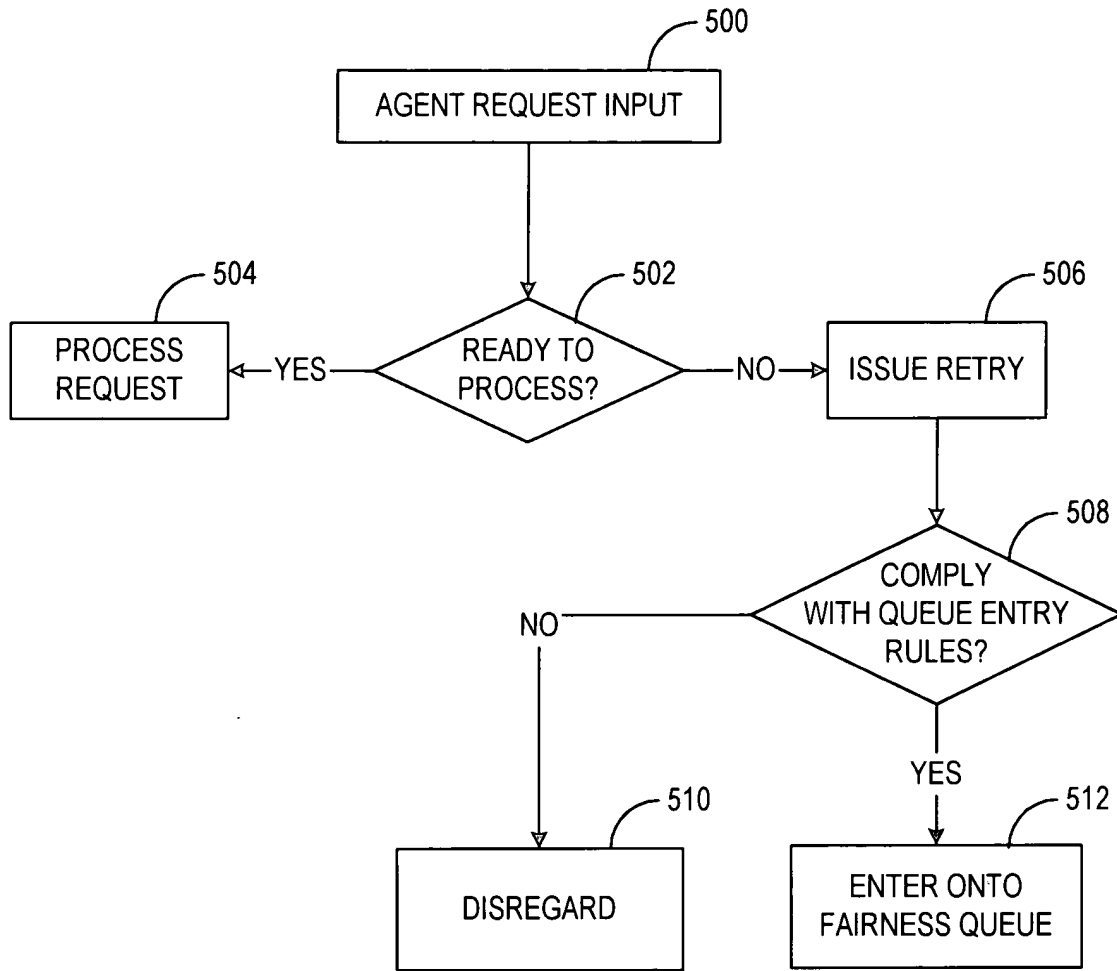 500
AGENT REQUEST INPUT
504
502
506
PROCESS
REQUEST
YES
READY TO
PROCESS?
NO
ISSUE RETRY
508
COMPLY
WITH QUEUE ENTRY
RULES?
NO
YES
510
512
DISREGARD
ENTER ONTO
FAIRNESS QUEUE